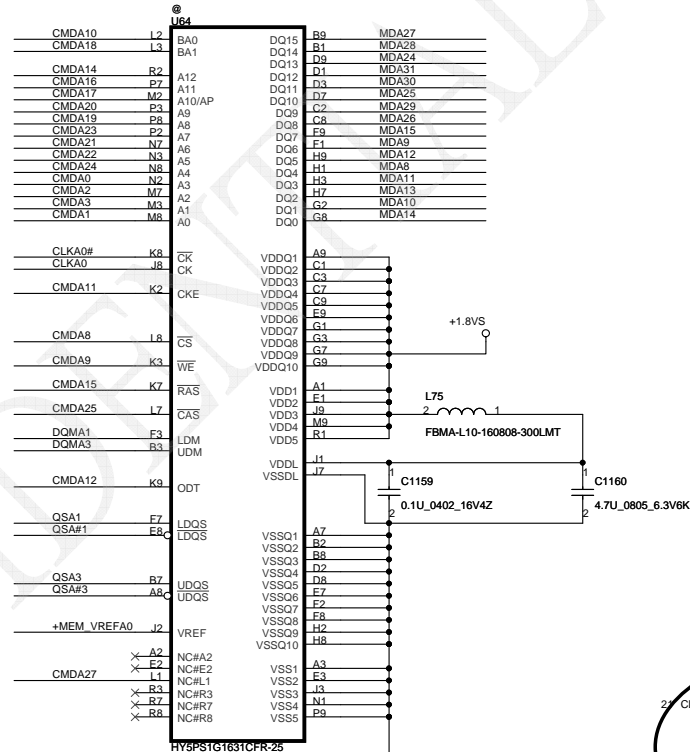 @
U64
CMDA10 L2 BA0 DQ15 B9 MDA27
CMDA18 L3 BA1 DQ14 B1 MDA28
DQ13 D9 MDA24
CMDA14 R2 A12 DQ12 D1 MDA31
CMDA16 P7 A11 DQ11 D3 MDA30
CMDA17 M2 A10/AP DQ10 D7 MDA25
CMDA20 P3 A9 DQ9 C2 MDA29
CMDA19 P8 A8 DQ8 C8 MDA26
CMDA23 P2 A7 DQ7 F9 MDA15
CMDA21 N7 A6 DQ6 F1 MDA9
CMDA22 N3 A5 DQ5 H9 MDA12
CMDA24 N8 A4 DQ4 H1 MDA8
CMDA0 N2 A3 DQ3 H3 MDA11
CMDA2 M7 A2 DQ2 H7 MDA13
CMDA3 M3 A1 DQ1 G2 MDA10
CMDA1 M8 A0 DQ0 G8 MDA14
CLKA0# K8 CK VDDQ1 A9
CLKA0 J8 CK VDDQ2 C1
VDDQ3 C3
CMDA11 K2 CKE VDDQ4 C7
VDDQ5 C9
VDDQ6 E9
VDDQ7 G1
+1.8VS
CMDA8 L8 CS VDDQ8 G3
VDDQ9 G7
CMDA9 K3 WE VDDQ10 G9
CMDA15 K7 RAS VDD1 A1
VDD2 E1
CMDA25 L7 CAS VDD3 J9
L75
2 1
VDD4 M9
FBMA-L10-160808-300LMT
DQMA1 F3 LDM VDD5 R1
DQMA3 B3 UDM
VDDL J1
VSSDL J7
CMDA12 K9 ODT
1 C1159 1 C1160
0.1U_0402_16V4Z 4.7U_0805_6.3V6K
2 2
QSA1 F7 LDQS
QSA#1 E8 LDQS VSSQ1 A7
VSSQ2 B2
VSSQ3 B8
VSSQ4 D2
QSA3 B7 UDQS VSSQ5 D8
QSA#3 A8 UDQS VSSQ6 E7
VSSQ7 F2
VSSQ8 F8
+MEM_VREFA0 J2 VREF VSSQ9 H2
VSSQ10 H8
A2 NC#A2
E2 NC#E2 VSS1 A3
CMDA27 L1 NC#L1 VSS2 E3
R3 NC#R3 VSS3 J3
R7 NC#R7 VSS4 N1
R8 NC#R8 VSS5 P9
HY5PS1G1631CFR-25